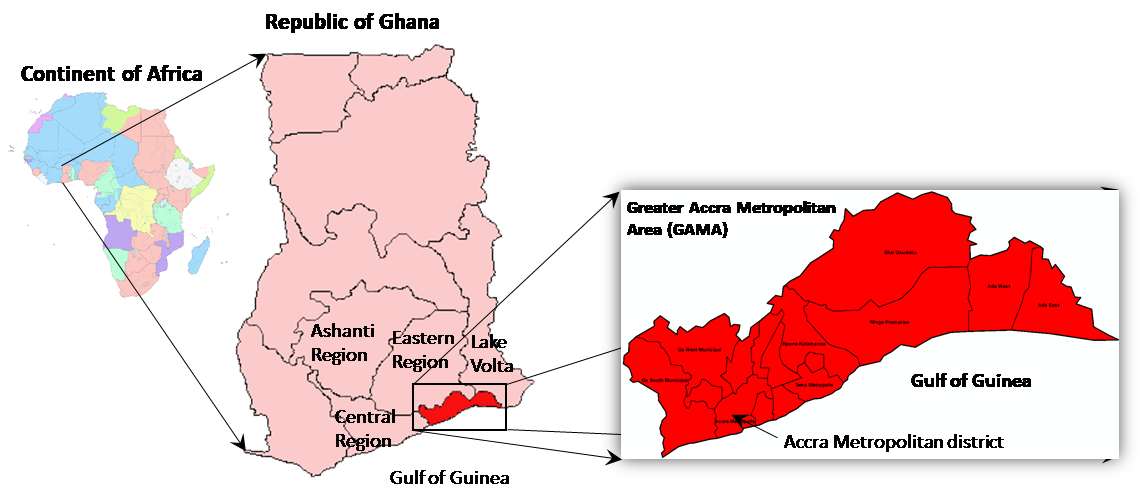 Republic of Ghana
Continent of Africa
Greater Accra Metropolitan
Area (GAMA)
Shai Osudoku
Ada West
Ada East
Ningo Prampram
Kpone Katamanso
Ga West Municipal
Ga South Municipal
Tema Metropolis
Ashanti
Region
Eastern
Region
Lake
Volta
Central
Region
Gulf of Guinea
Gulf of Guinea
Accra Metropolitan district